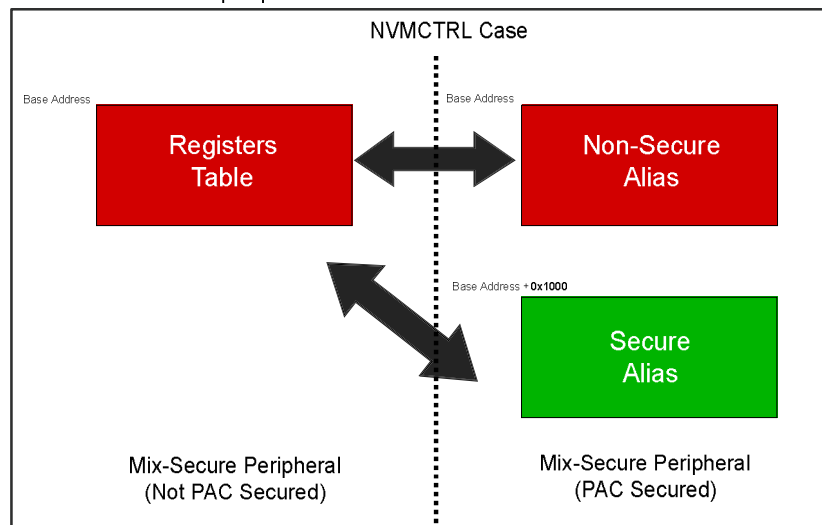 NVMCTRL Case
Base Address
Registers
Table
Base Address
Non-Secure
Alias
Base Address + 0x1000
Secure
Alias
Mix-Secure Peripheral
(Not PAC Secured)
Mix-Secure Peripheral
(PAC Secured)